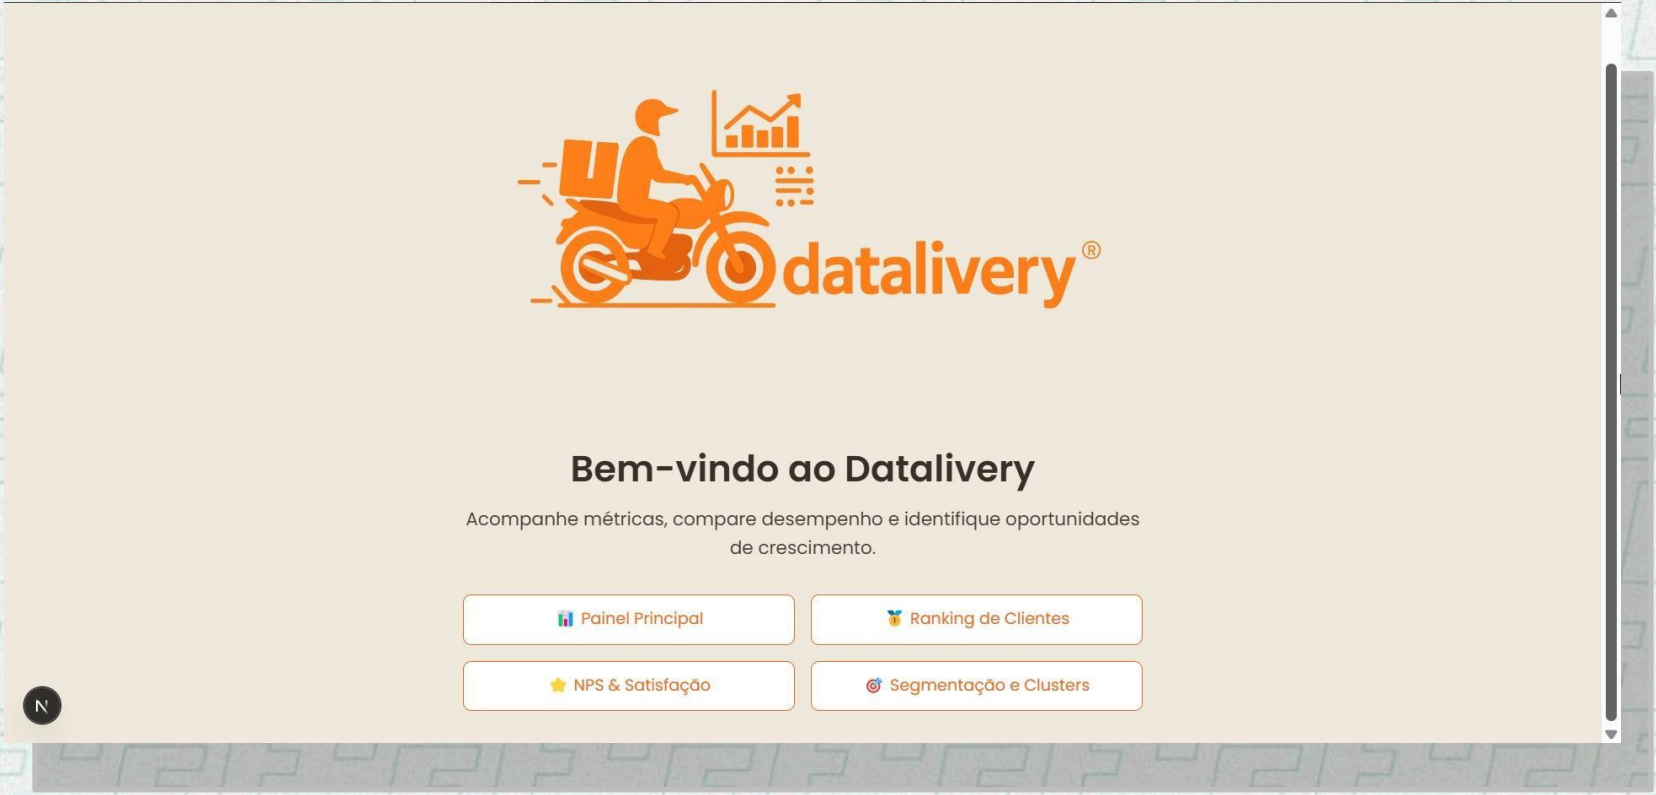 datalivery®
Bem-vindo ao Datalivery
Acompanhe métricas, compare desempenho e identifique oportunidades
de crescimento.
Painel Principal
Ranking de Clientes
NPS & Satisfação
Segmentação e Clusters
N